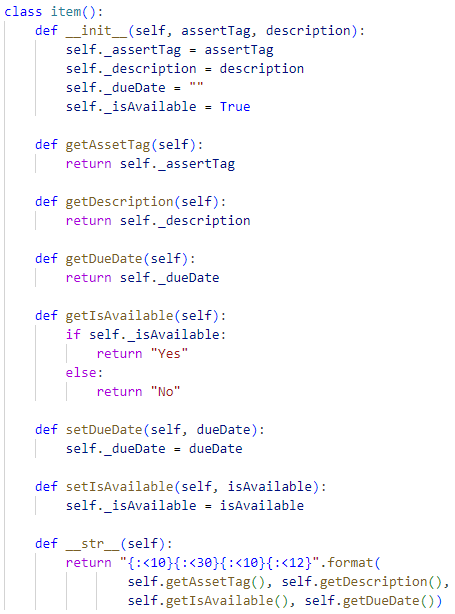 class item():
    def __init__(self, assertTag, description):
        self._assertTag = assertTag
        self._description = description
        self._dueDate = ""
        self._isAvailable = True

    def getAssetTag(self):
        return self._assertTag

    def getDescription(self):
        return self._description

    def getDueDate(self):
        return self._dueDate

    def getIsAvailable(self):
        if self._isAvailable:
            return "Yes"
        else:
            return "No"

    def setDueDate(self, dueDate):
        self._dueDate = dueDate

    def setIsAvailable(self, isAvailable):
        self._isAvailable = isAvailable

    def __str__(self):
        return "{:<10}{:<30}{:<10}{:<12}".format(
                self.getAssetTag(), self.getDescription(),
                self.getIsAvailable(), self.getDueDate())